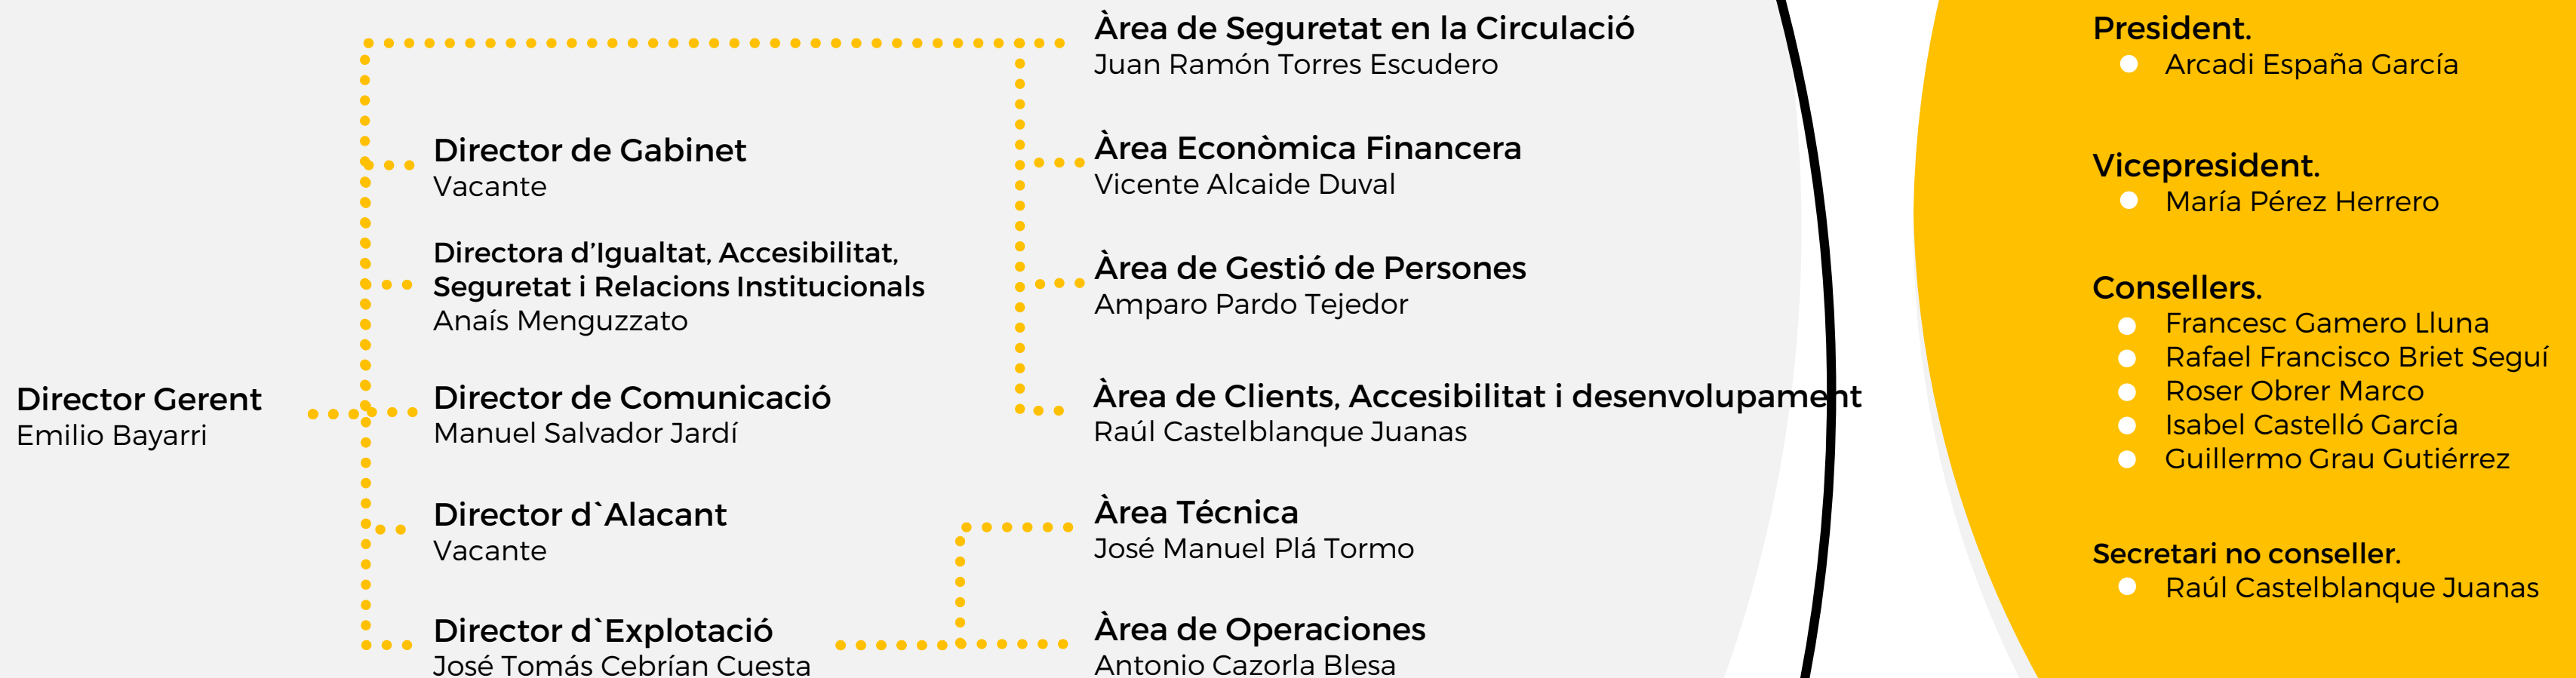 Director Gerent
Emilio Bayarri
Director de Gabinet
Vacante
Directora d’Igualtat, Accesibilitat,
Seguretat i Relacions Institucionals
Anaís Menguzzato
Director de Comunicació
Manuel Salvador Jardí
Director d`Alacant
Vacante
Director d`Explotació
José Tomás Cebrían Cuesta
Àrea de Seguretat en la Circulació
Juan Ramón Torres Escudero
Àrea Econòmica Financera
Vicente Alcaide Duval
Àrea de Gestió de Persones
Amparo Pardo Tejedor
Àrea de Clients, Accesibilitat i desenvolupament
Raúl Castelblanque Juanas
Àrea Técnica
José Manuel Plá Tormo
Àrea de Operaciones
Antonio Cazorla Blesa
President.
Arcadi España García
Vicepresident.
María Pérez Herrero
Consellers.
Francesc Gamero Lluna
Rafael Francisco Briet Seguí
Roser Obrer Marco
Isabel Castelló García
Guillermo Grau Gutiérrez
Secretari no conseller.
Raúl Castelblanque Juanas